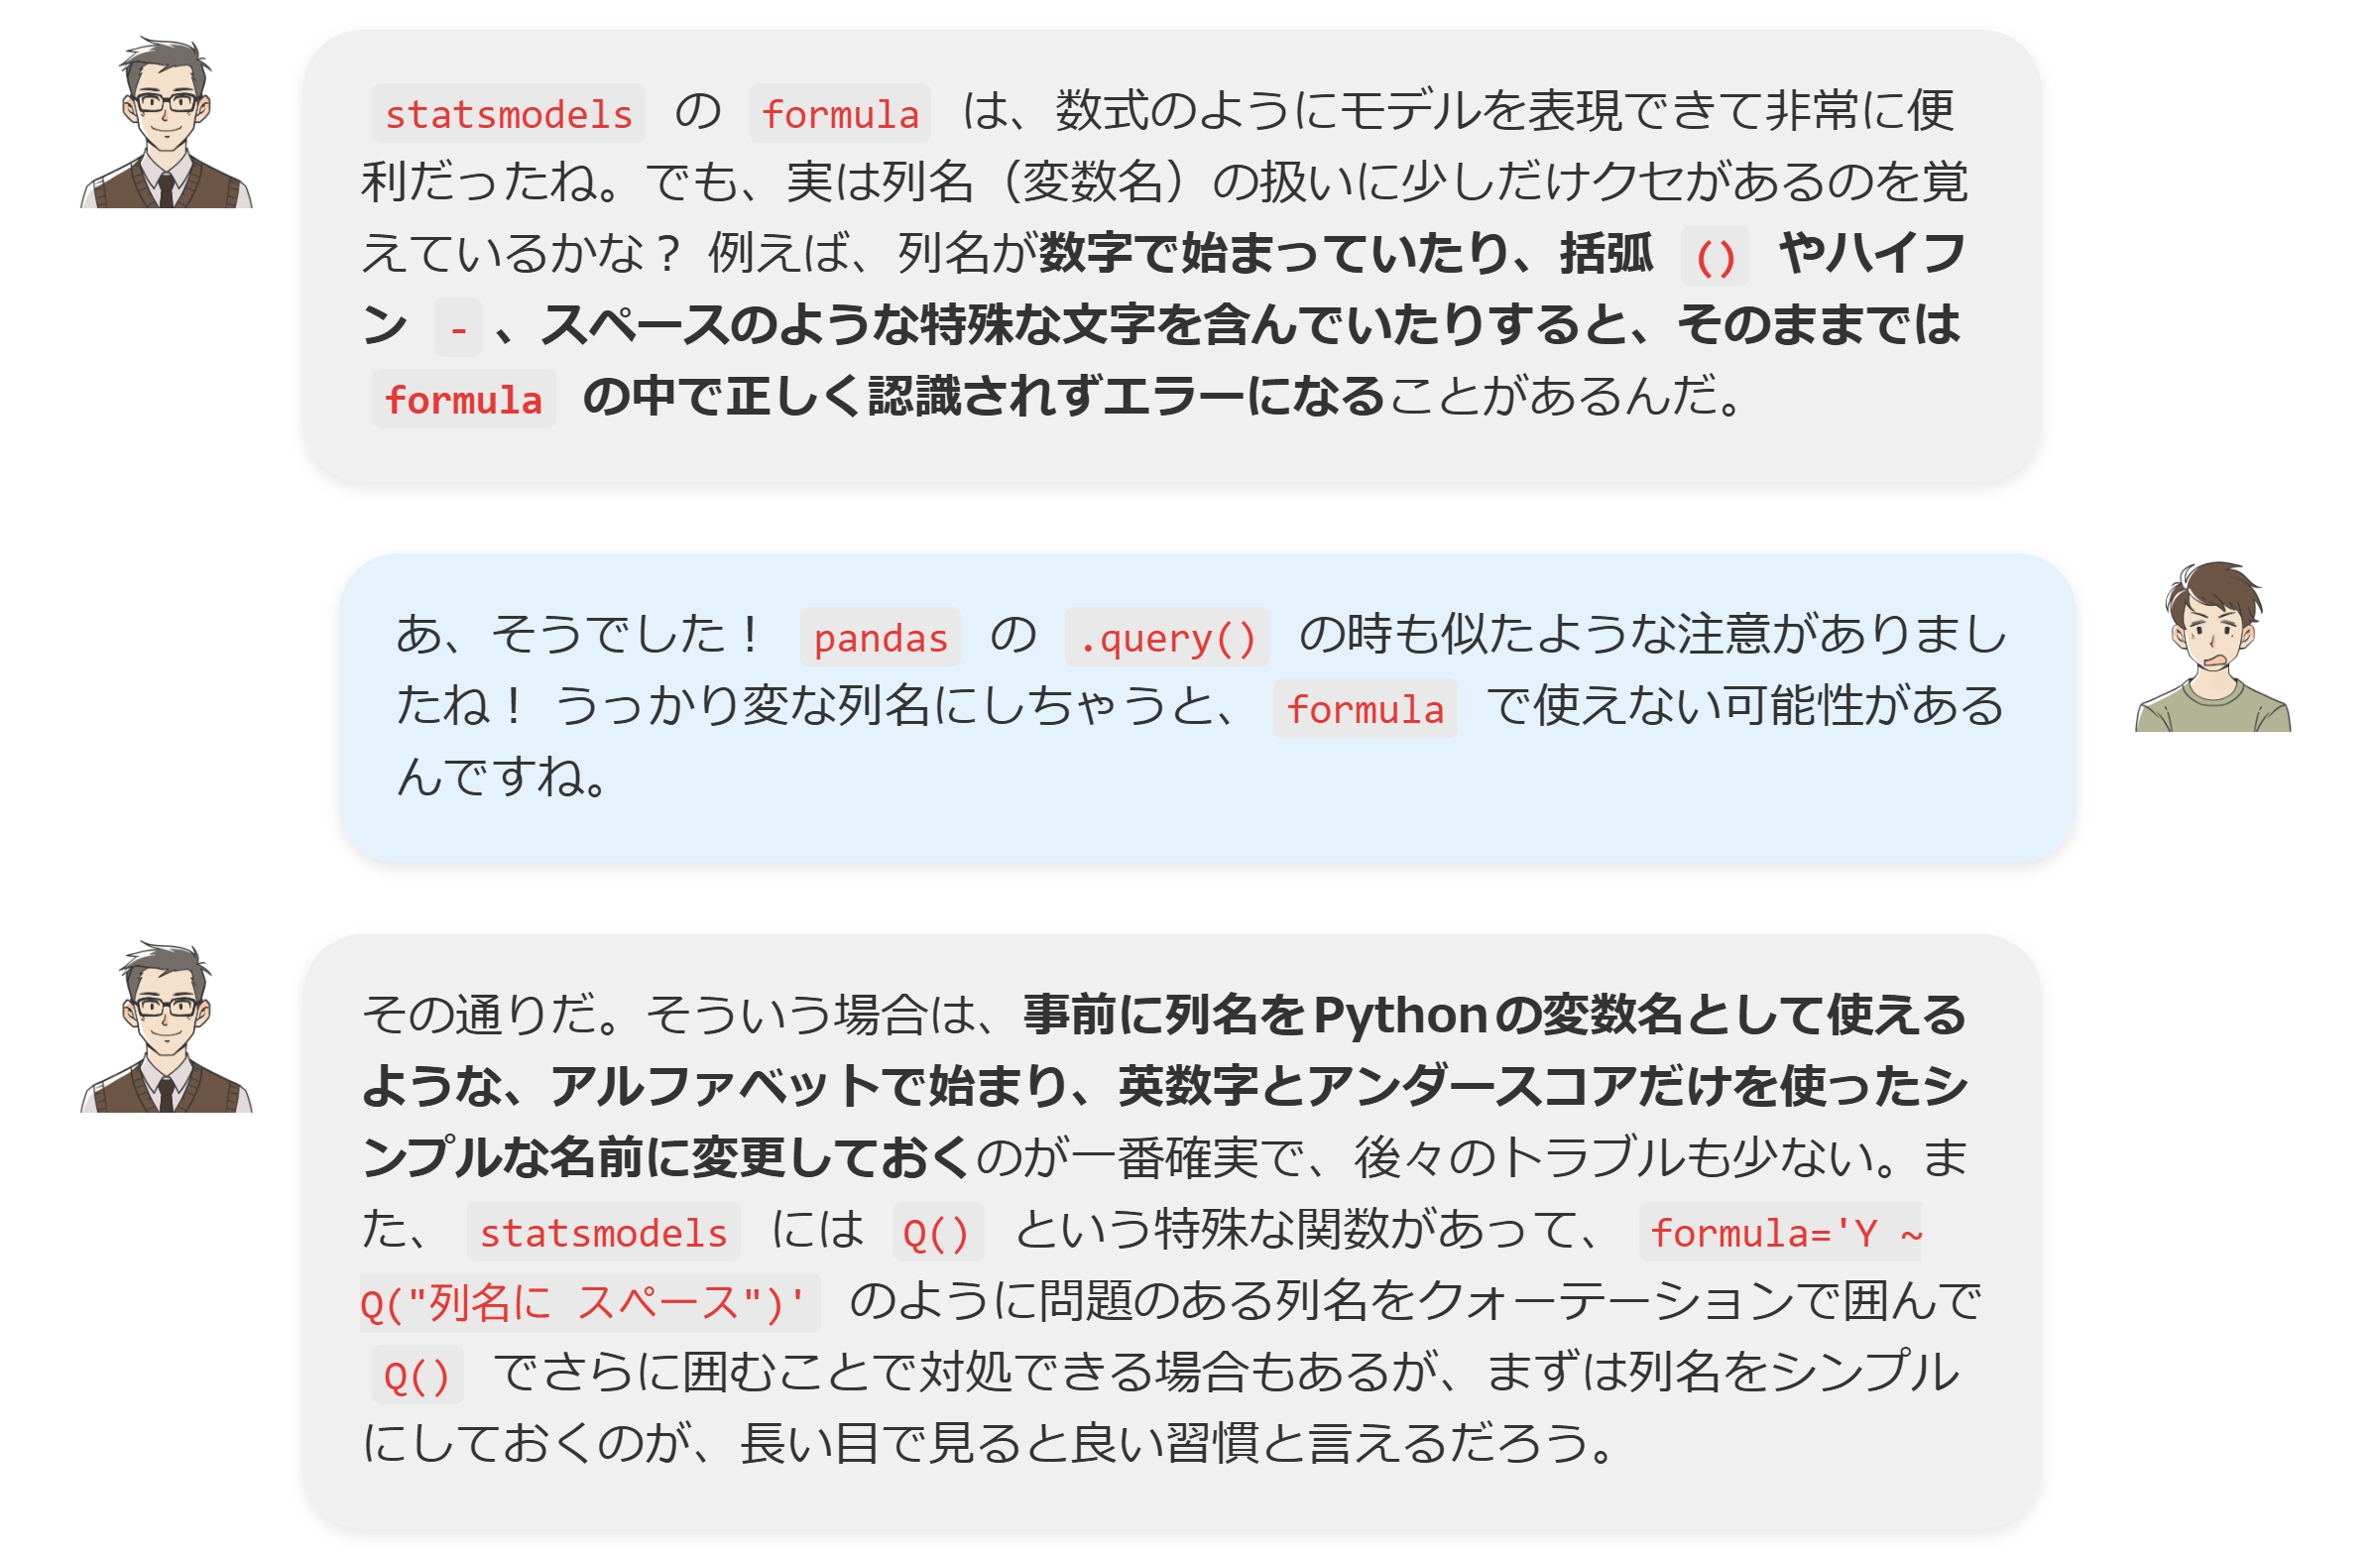 statsmodels の formula は、数式のようにモデルを表現できて非常に便
利だったね。でも、実は列名（変数名）の扱いに少しだけクセがあるのを覚
えているかな？ 例えば、列名が数字で始まっていたり、括弧 () やハイフ
ン - 、スペースのような特殊な文字を含んでいたりすると、そのままでは
formula の中で正しく認識されずエラーになることがあるんだ。
あ、そうでした！ pandas の .query() の時も似たような注意がありまし
たね！ うっかり変な列名にしちゃうと、 formula で使えない可能性がある
んですね。
その通りだ。そういう場合は、事前に列名をPythonの変数名として使える
ような、アルファベットで始まり、英数字とアンダースコアだけを使ったシ
ンプルな名前に変更しておくのが一番確実で、後々のトラブルも少ない。ま
た、 statsmodels には Q() という特殊な関数があって、 formula='Y ~
Q("列名に スペース")' のように問題のある列名をクォーテーションで囲んで
Q() でさらに囲むことで対処できる場合もあるが、まずは列名をシンプル
にしておくのが、長い目で見ると良い習慣と言えるだろう。